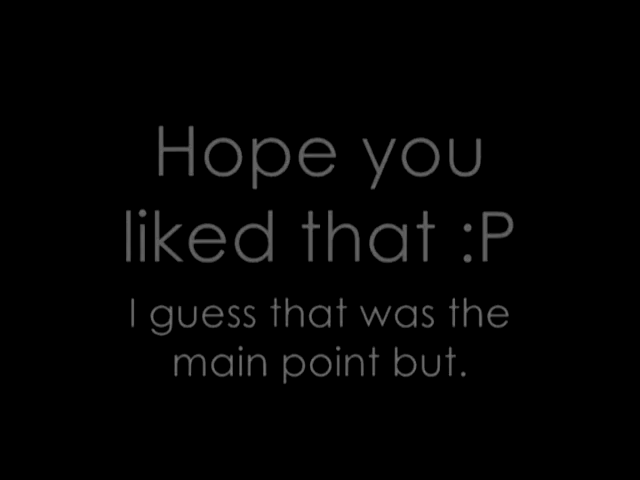 Hope you
liked that :P
I guess that was the
main point but.